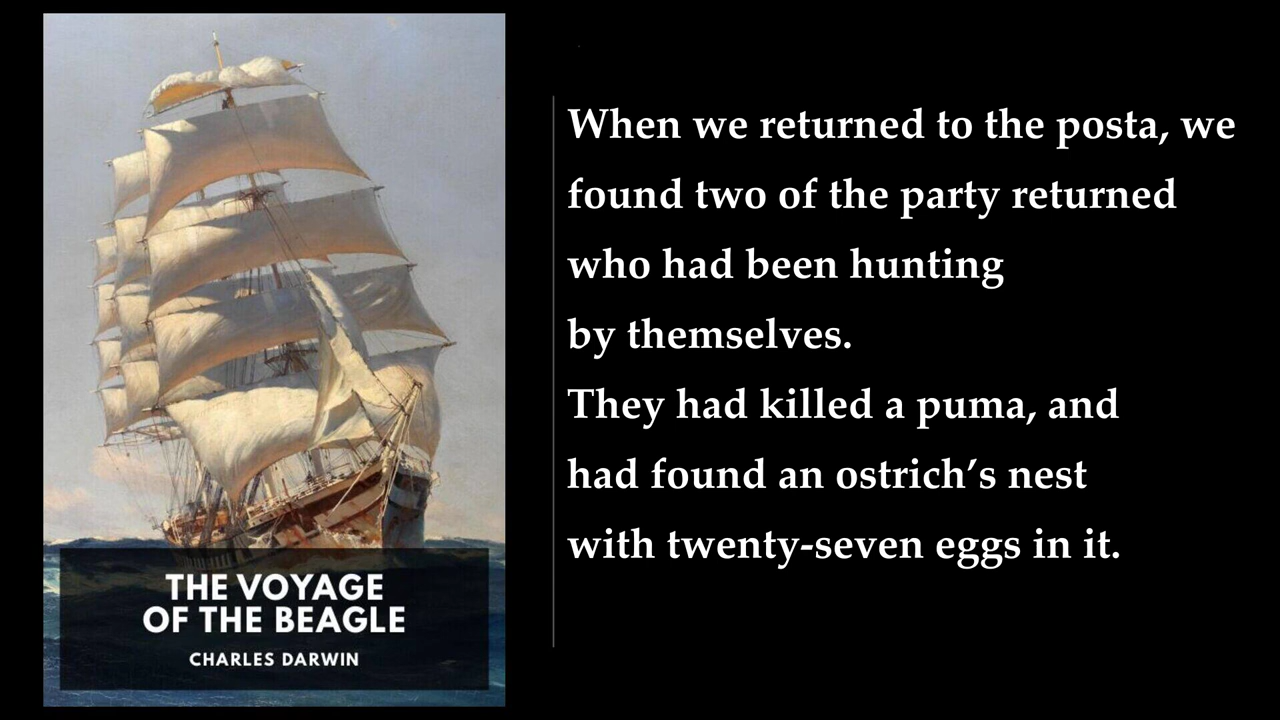 THE VOYAGE
OF THE BEAGLE
CHARLES DARWIN
When we returned to the posta, we
found two of the party returned
who had been hunting
by themselves.
They had killed a puma, and
had found an ostrich’s nest
with twenty-seven eggs in it.